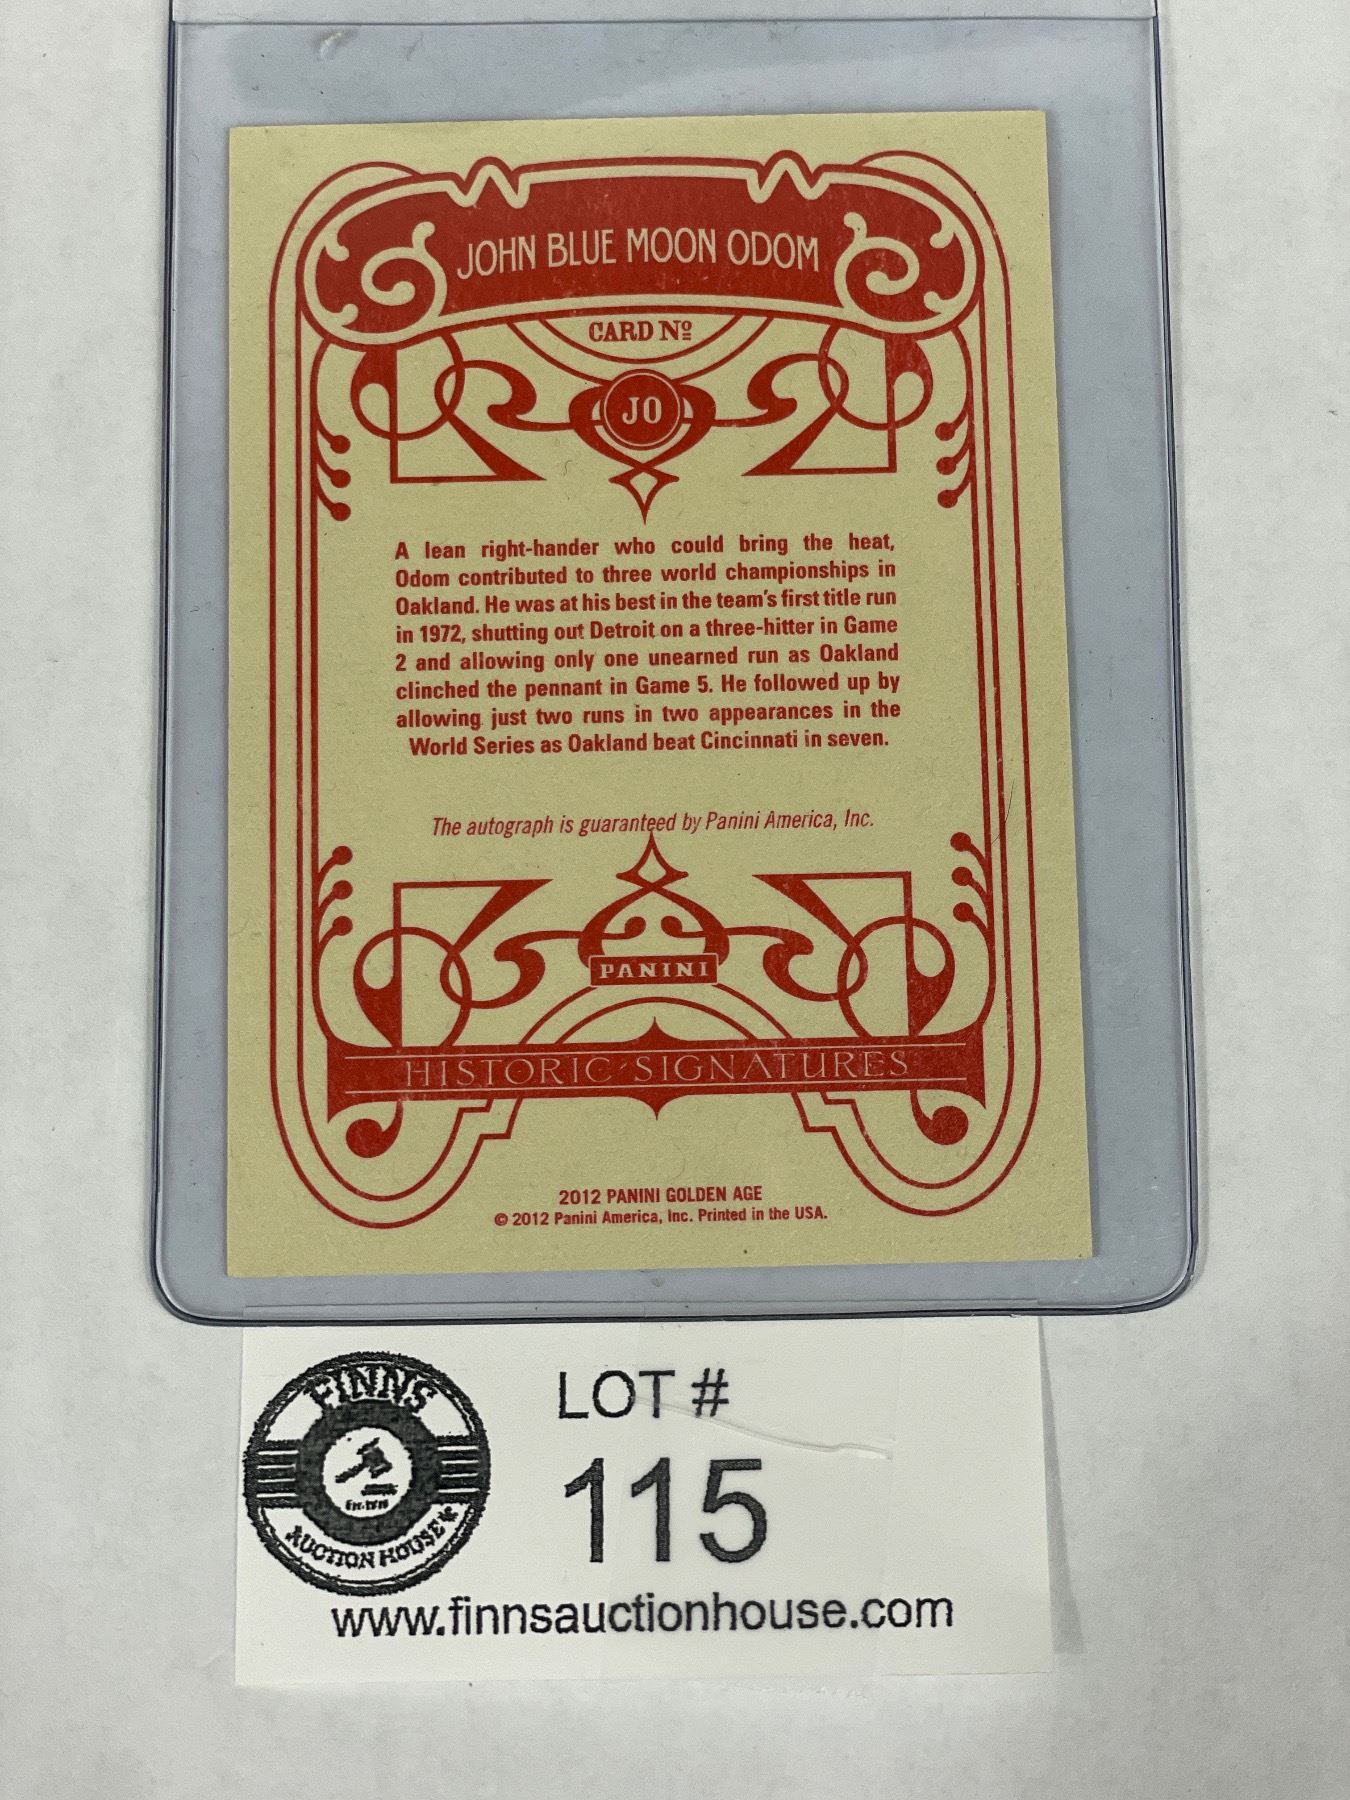 JOHN BLUE MOON ODOM
CARD Nº
JO
A lean right-hander who could bring the heat,
Odom contributed to three world championships in
Oakland. He was at his best in the team's first title run
in 1972, shutting out Detroit on a three-hitter in Game
2 and allowing only one unearned run as Oakland
clinched the pennant in Game 5. He followed up by
allowing just two runs in two appearances in the
World Series as Oakland beat Cincinnati in seven.
The autograph is guaranteed by Panini America, Inc.
PANINI
HISTORIC SIGNATURES
2012 PANINI GOLDEN AGE
© 2012 Panini America, Inc. Printed in the USA.
FINNS
AUCTION HOUSE
LOT #
115
www.finnsauctionhouse.com